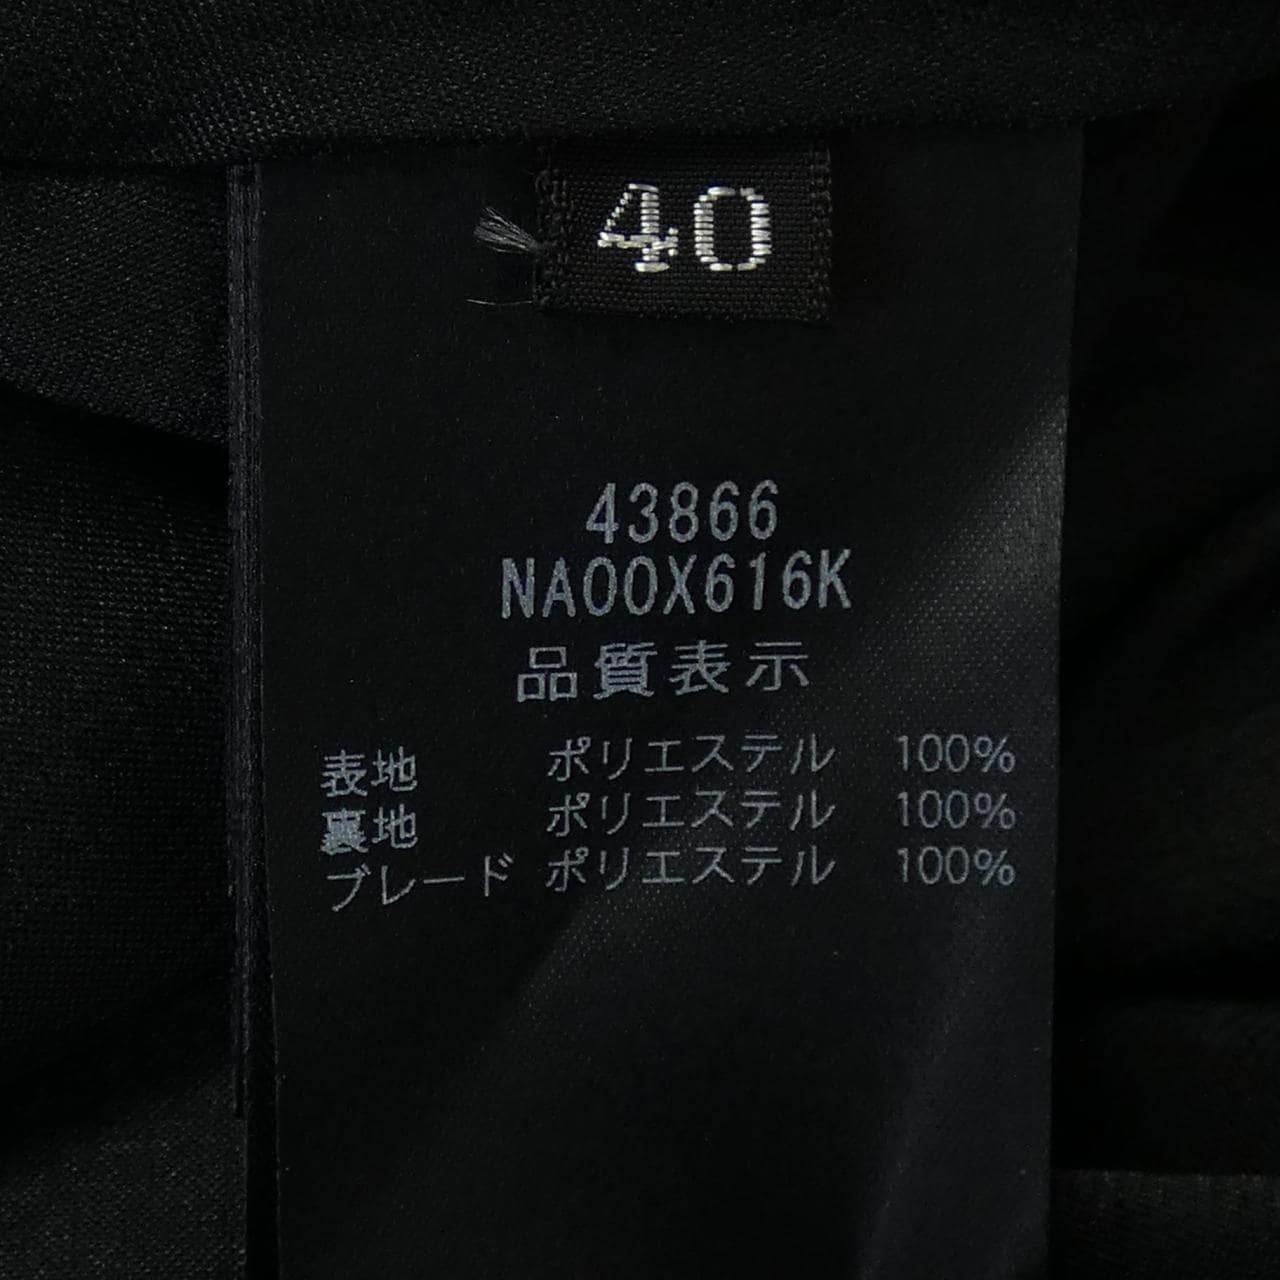 40
43866
NA00X616K
品質表示
表地 ポリエステル 100%
裏地 ポリエステル 100%
ブレード ポリエステル 100%